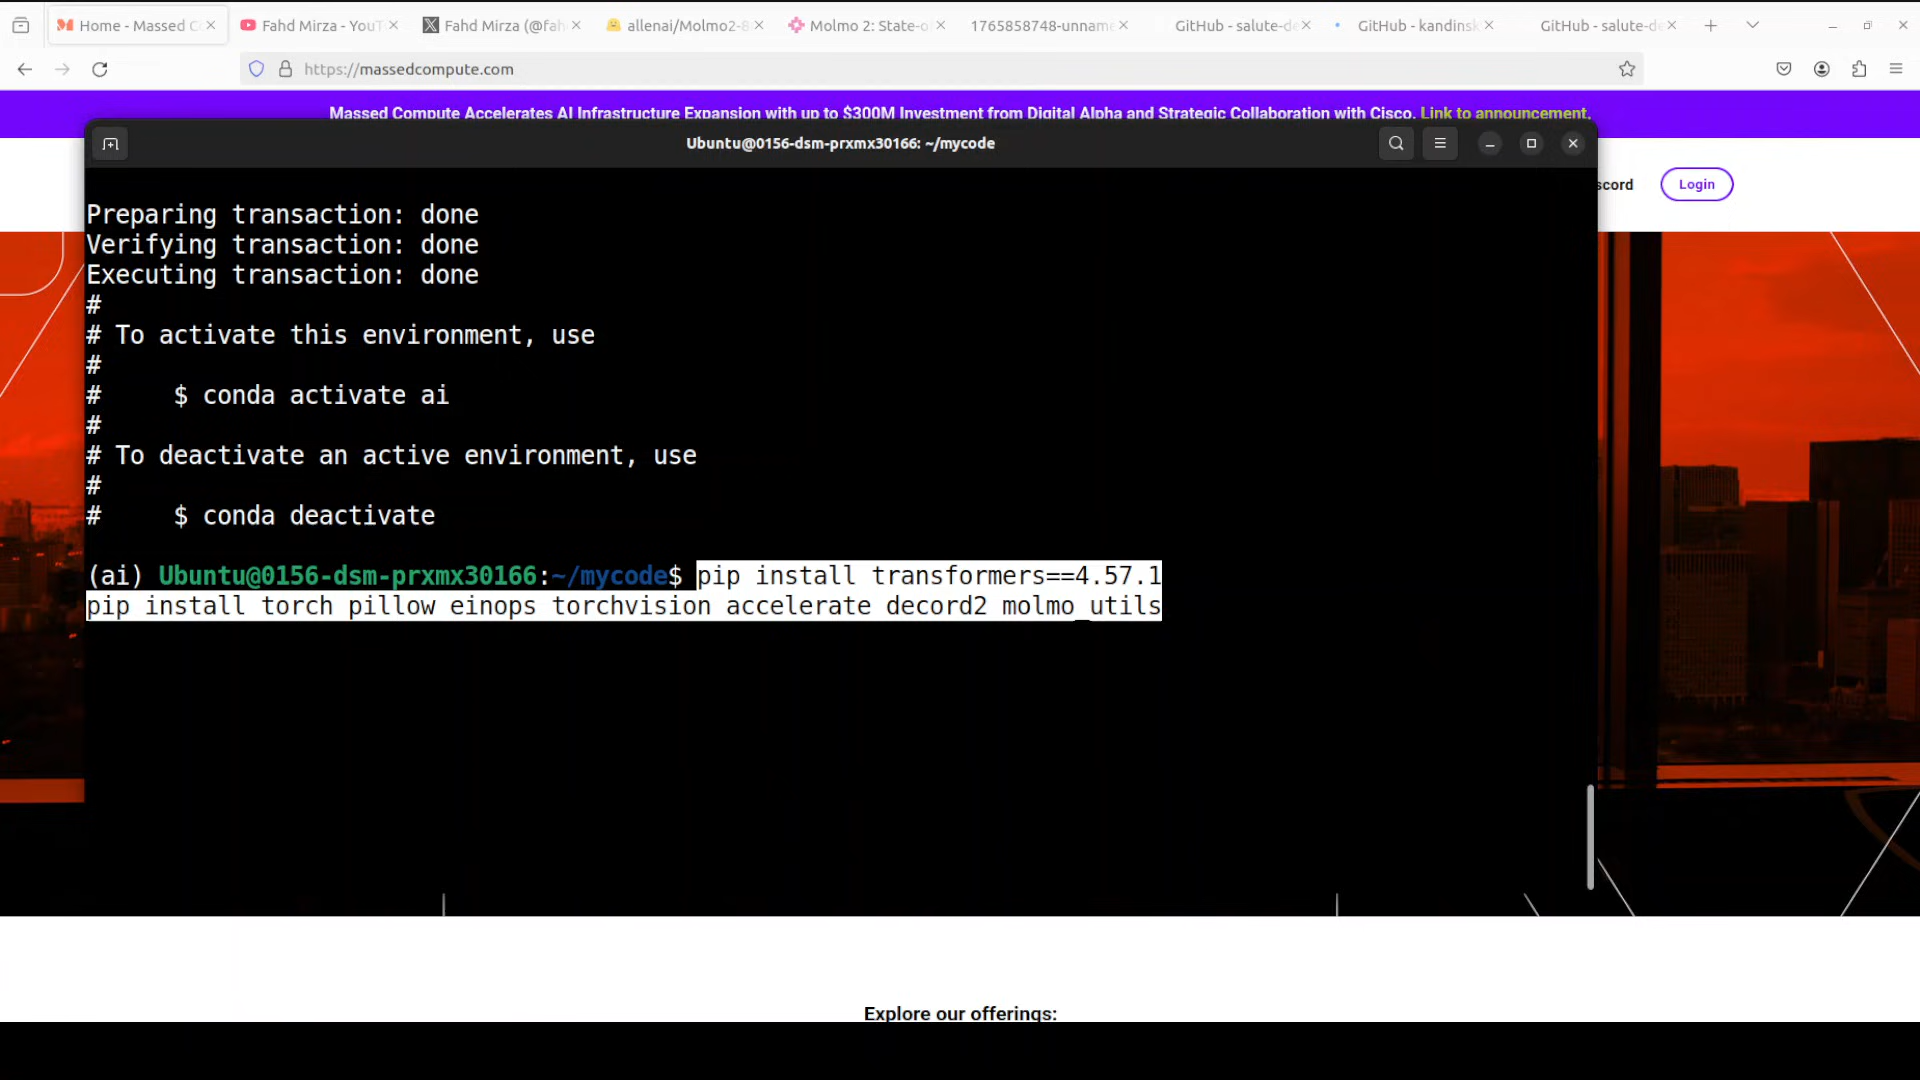 Home - Massed C
Fahd Mirza - YouT
Fahd Mirza (@fah
allenai/Molmo2-8
Molmo 2: State-o
1765858748-unname
GitHub - salute-de
GitHub - kandinsk
GitHub - salute-de
https://massedcompute.com
Massed Compute Accelerates AI Infrastructure Expansion with up to $300M Investment from Digital Alpha and Strategic Collaboration with Cisco. Link to announcement.
Ubuntu@0156-dsm-prxmx30166: ~/mycode
scord
Login
Preparing transaction: done
Verifying transaction: done
Executing transaction: done
#
# To activate this environment, use
#
#     $ conda activate ai
#
# To deactivate an active environment, use
#
#     $ conda deactivate
(ai) Ubuntu@0156-dsm-prxmx30166:~/mycode$ pip install transformers==4.57.1
pip install torch pillow einops torchvision accelerate decord2 molmo_utils
Explore our offerings: